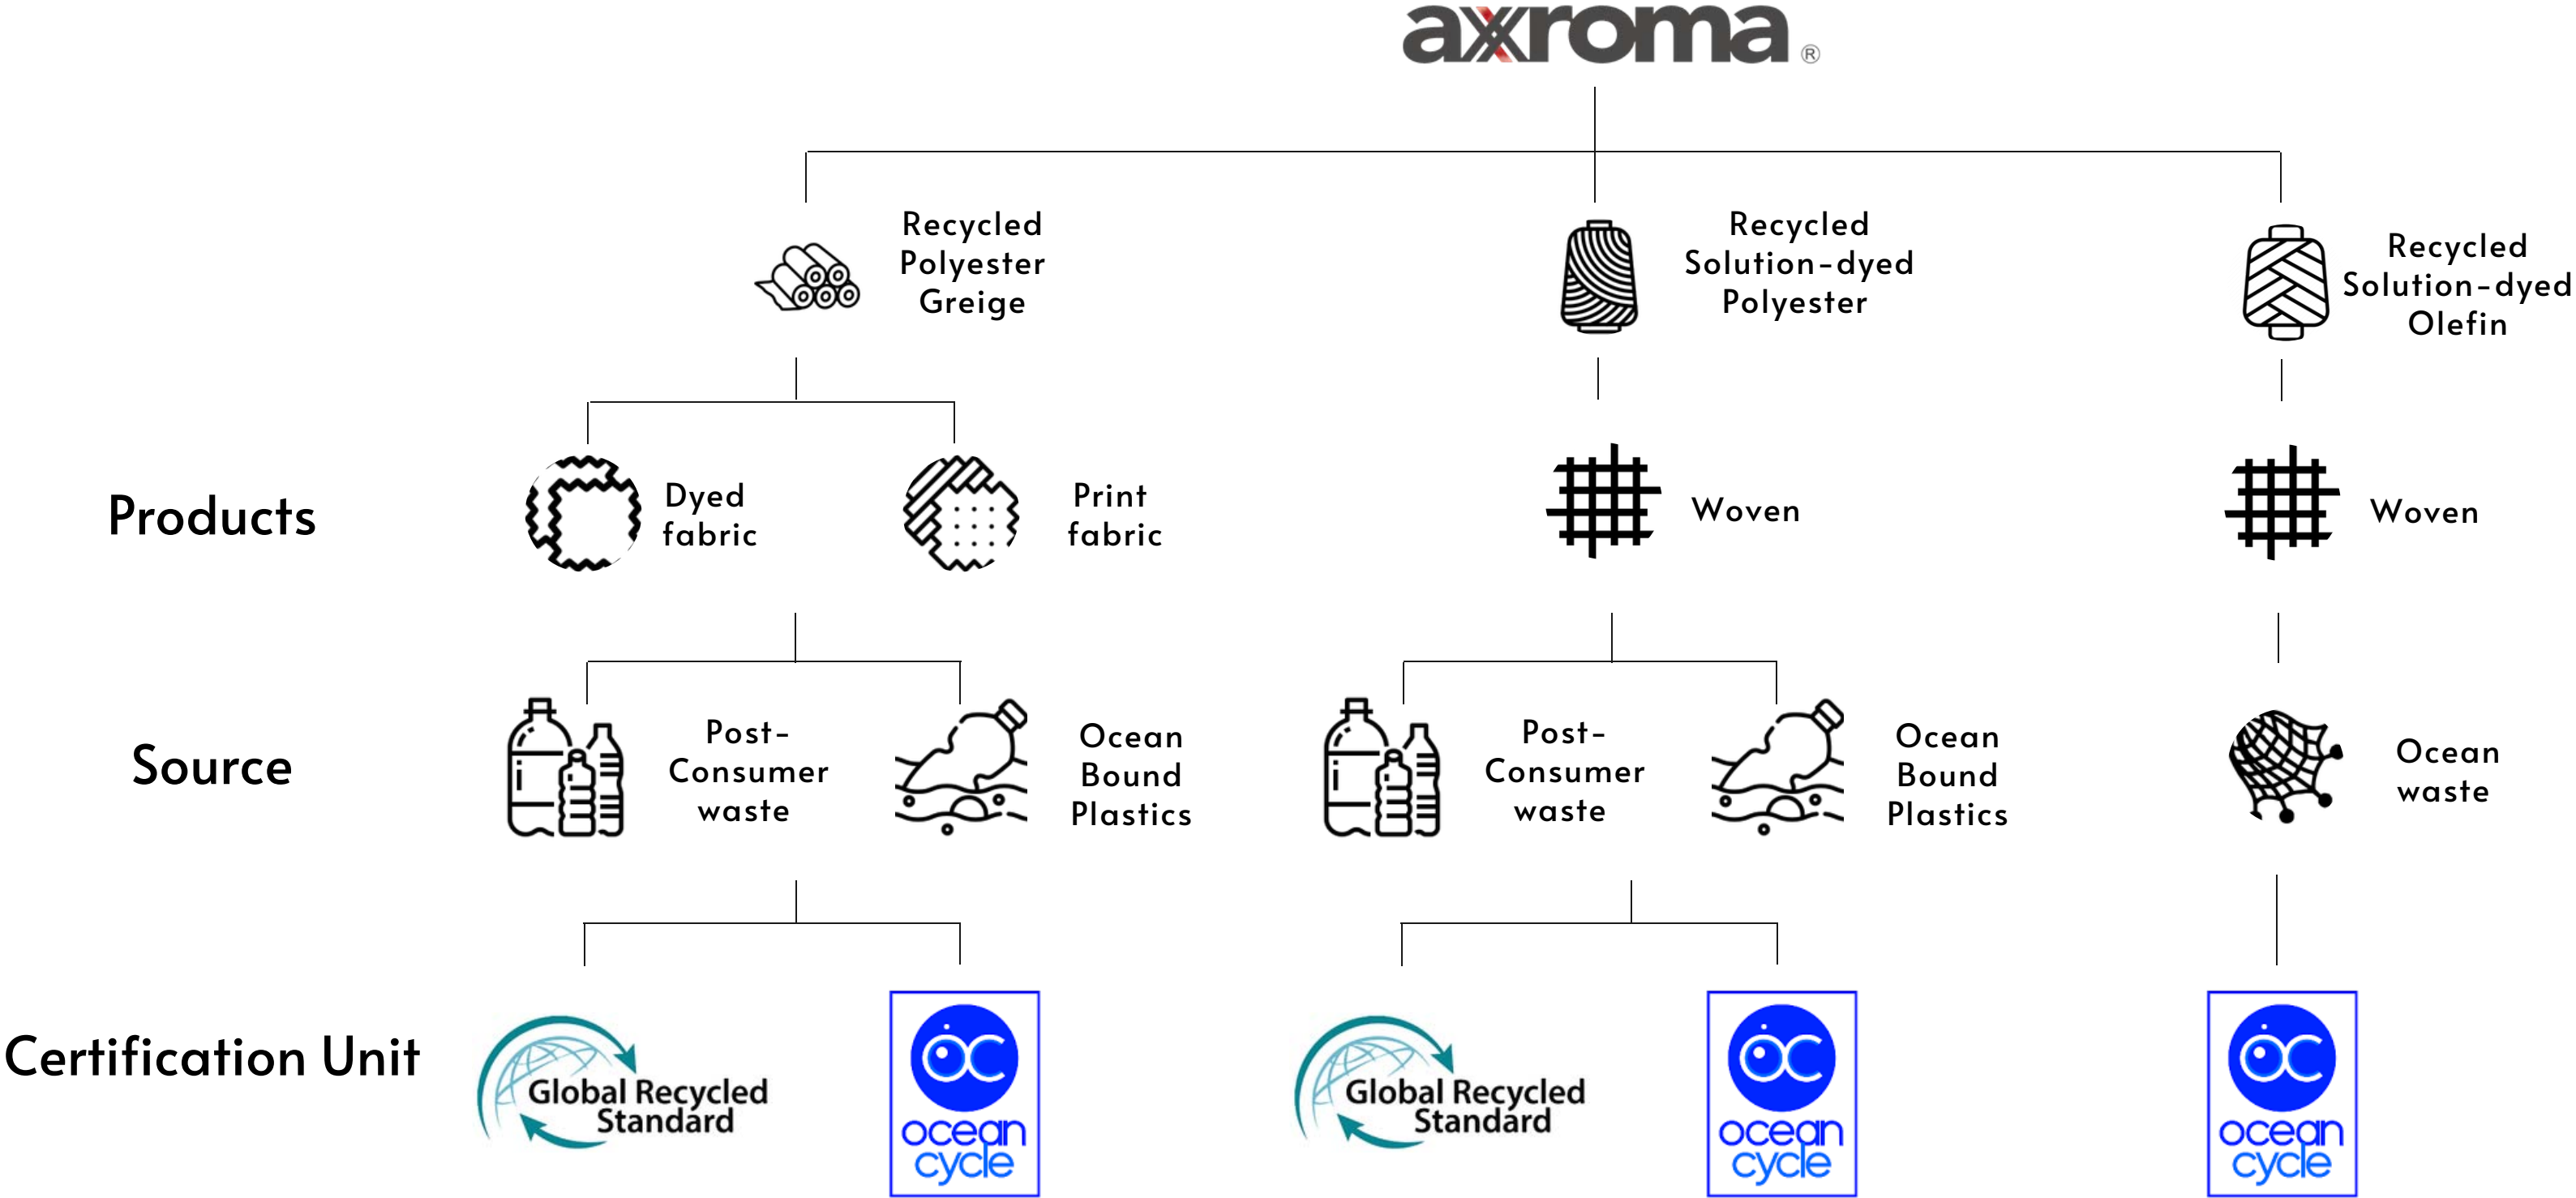 axxroma ®
Recycled
Polyester
Greige
Recycled
Solution-dyed
Polyester
Recycled
Solution-dyed
Olefin
Products
Dyed
fabric
Print
fabric
Woven
Woven
Source
Post-
Consumer
waste
Ocean
Bound
Plastics
Post-
Consumer
waste
Ocean
Bound
Plastics
Ocean
waste
Certification Unit
Global Recycled
Standard
oc
ocean
cycle
Global Recycled
Standard
oc
ocean
cycle
oc
ocean
cycle